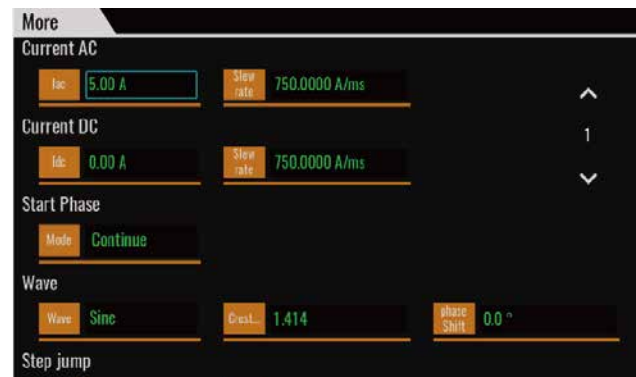 More
Current AC
Iac 5.00 A Slew rate 750.0000 A/ms
Current DC
1
Idc 0.00 A Slew rate 750.0000 A/ms
Start Phase
Mode Continue
Wave
Wave Sine Crest... 1.414 phase Shift 0.0 °
Step jump